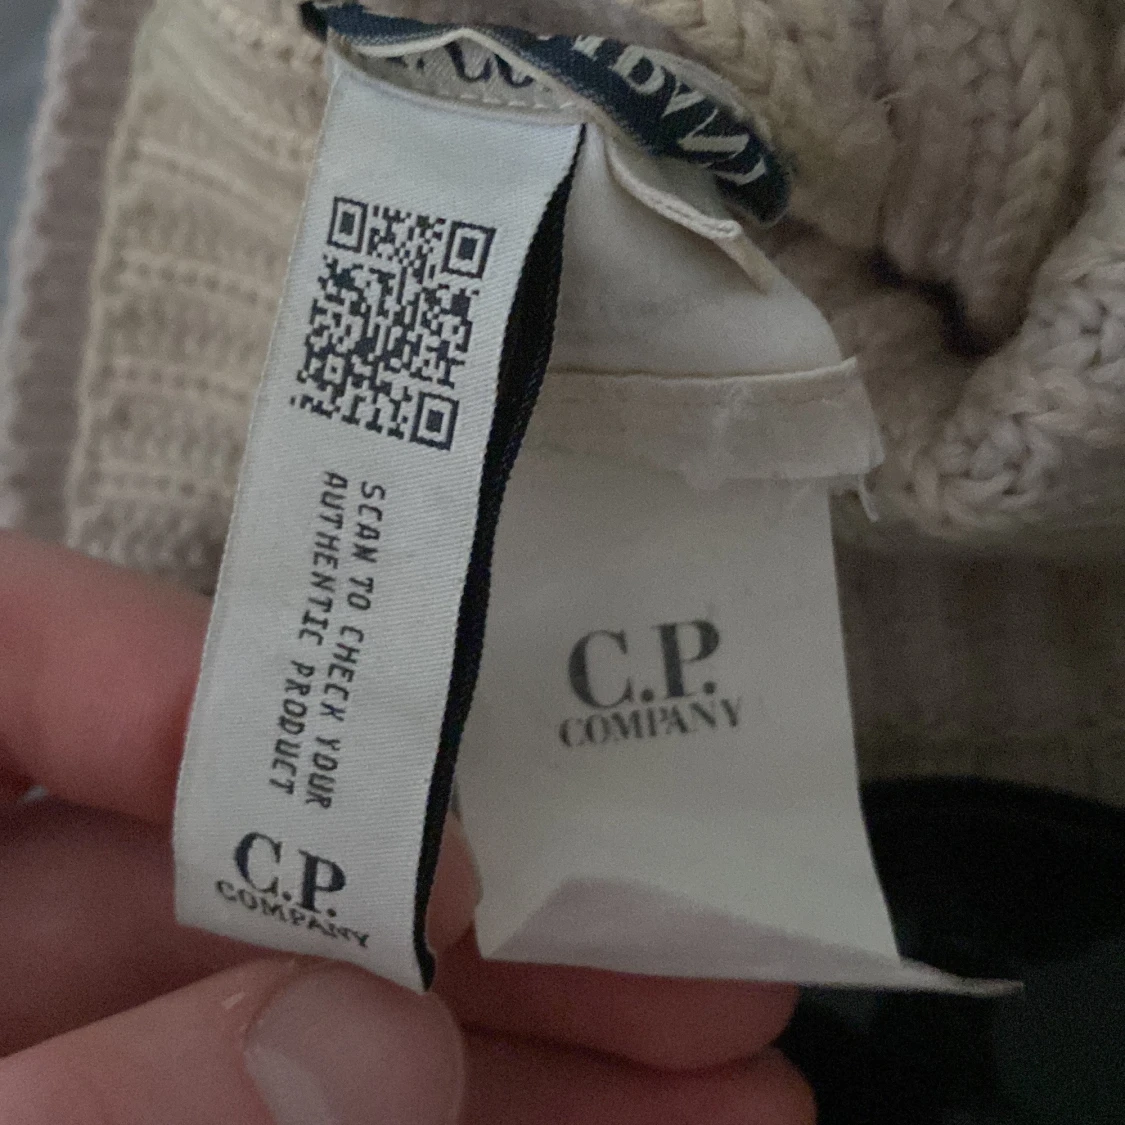 SCAN TO CHECK YOUR
AUTHENTIC PRODUCT
C.P.
COMPANY
C.P.
COMPANY